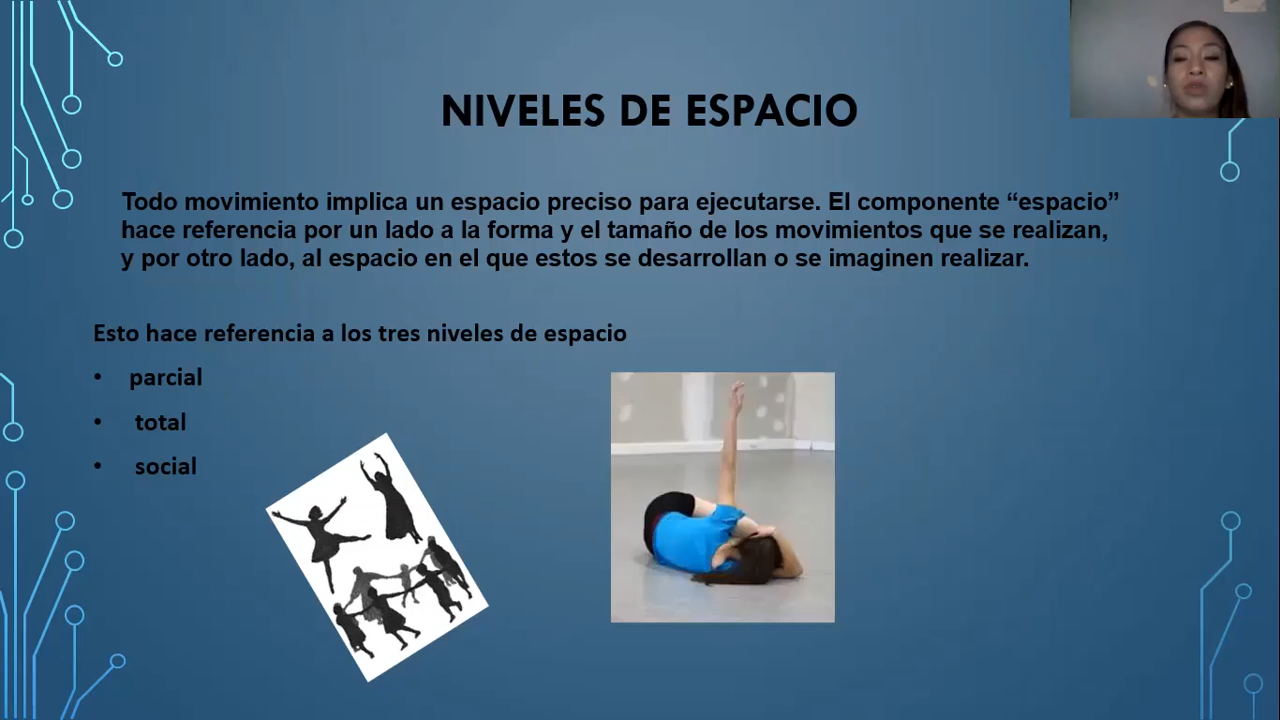 NIVELES DE ESPACIO
Todo movimiento implica un espacio preciso para ejecutarse. El componente “espacio”
hace referencia por un lado a la forma y el tamaño de los movimientos que se realizan,
y por otro lado, al espacio en el que estos se desarrollan o se imaginen realizar.
Esto hace referencia a los tres niveles de espacio
• parcial
• total
• social